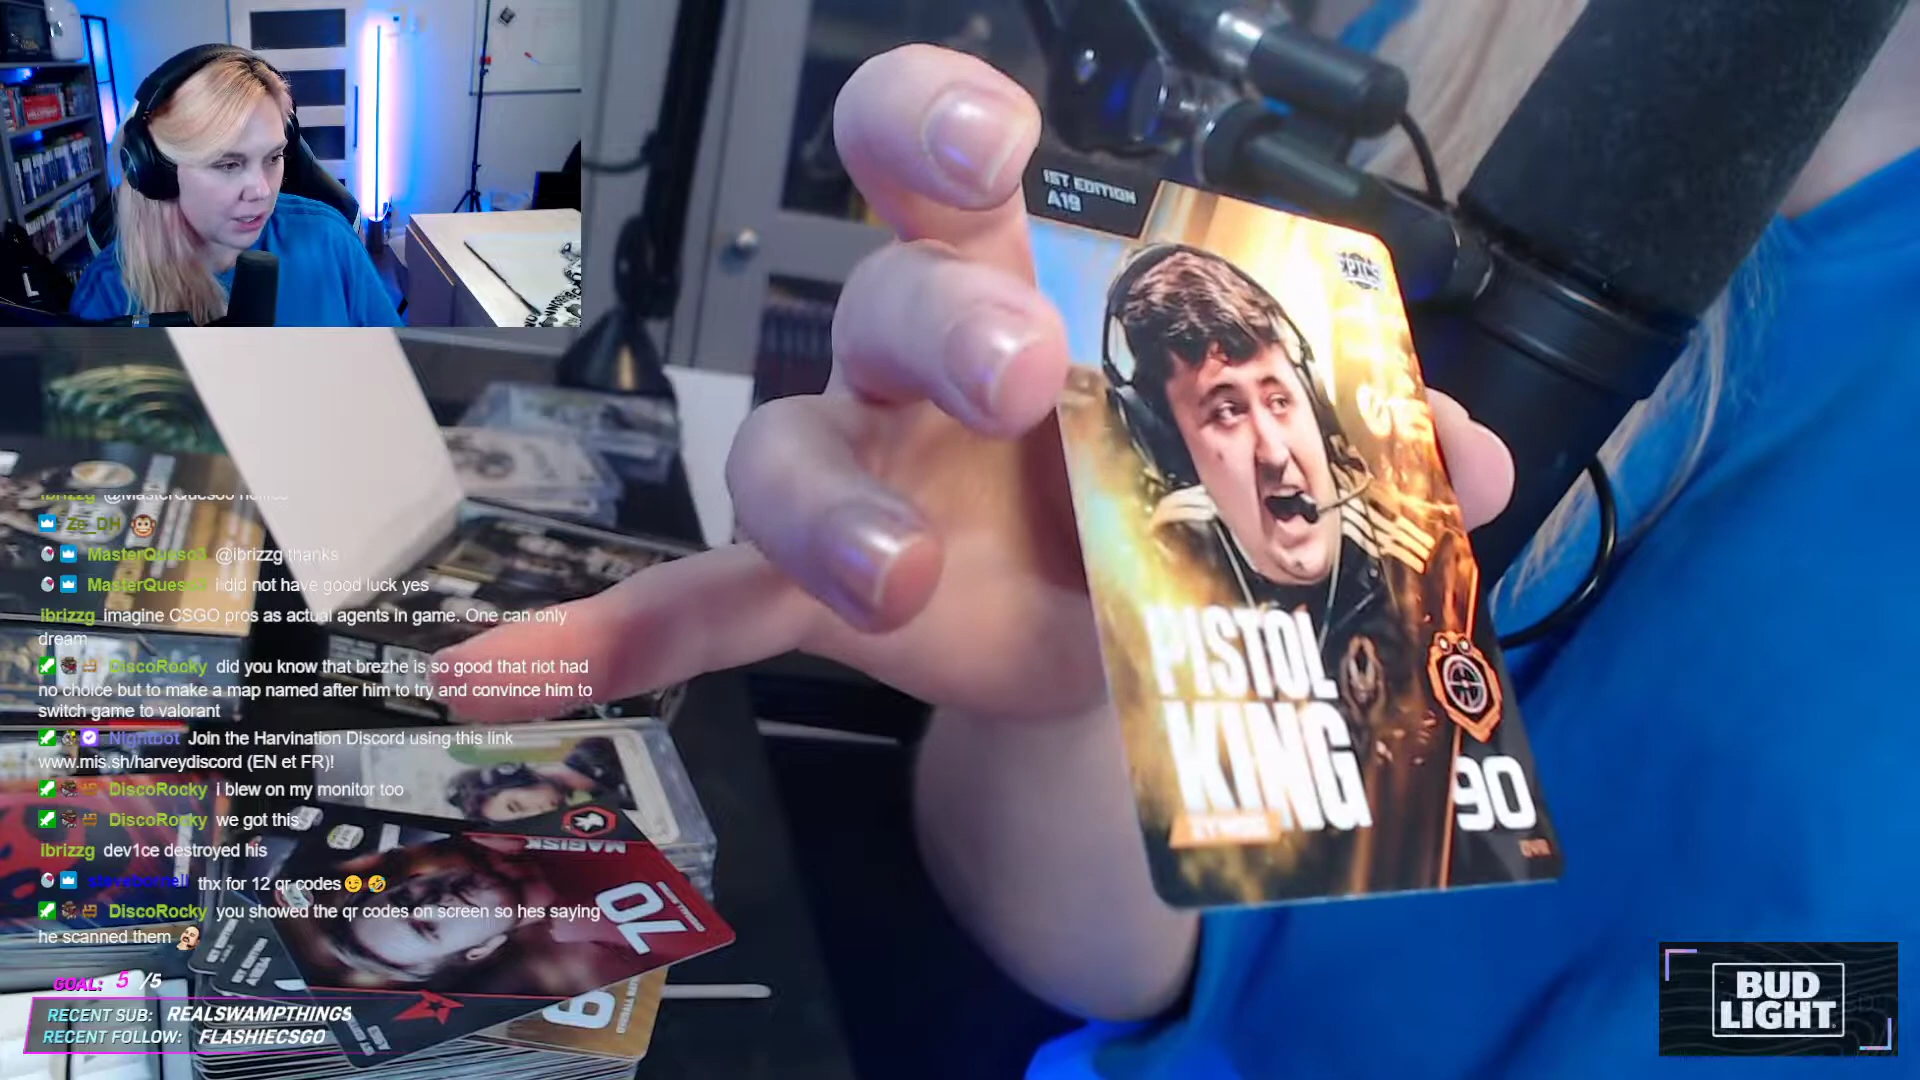 1ST EDITION
A19
EPICS
PISTOL
KING
90
Ze_DH
MasterQueso3 @ibrizzg thanks
MasterQueso3 i did not have good luck yes
ibrizzg imagine CSGO pros as actual agents in game. One can only
dream
DiscoRocky did you know that brezhe is so good that riot had
no choice but to make a map named after him to try and convince him to
switch game to valorant
Nightbot Join the Harvination Discord using this link
www.mis.sh/harveydiscord (EN et FR)!
DiscoRocky i blew on my monitor too
DiscoRocky we got this
ibrizzg dev1ce destroyed his
thx for 12 qr codes😉 🤣
DiscoRocky you showed the qr codes on screen so hes saying
he scanned them
MAGISK
70
GOAL: 5 /5
RECENT SUB: REALSWAMPTHINGS
RECENT FOLLOW: FLASHIECSGO
BUD
LIGHT